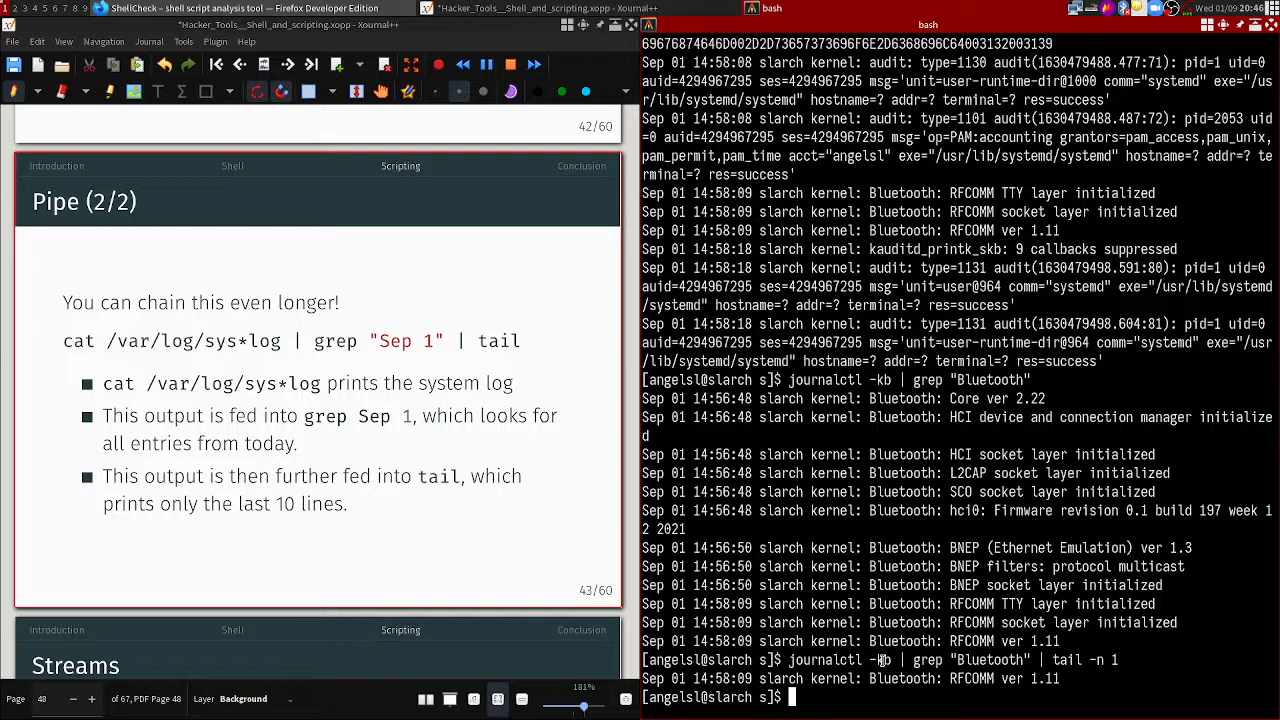 1 2 3 4 5 6 7 8 9
ShellCheck – shell script analysis tool — Firefox Developer Edition
*Hacker_Tools__Shell_and_scripting.xopp - Xournal++
bash
Wed 01/09 20:46
*Hacker_Tools__Shell_and_scripting.xopp - Xournal++
File Edit View Navigation Journal Tools Plugin Help
42/60
Introduction Shell Scripting Conclusion
Pipe (2/2)
You can chain this even longer!
cat /var/log/sys*log | grep "Sep 1" | tail
cat /var/log/sys*log prints the system log
This output is fed into grep Sep 1, which looks for
all entries from today.
This output is then further fed into tail, which
prints only the last 10 lines.
43/60
Introduction Shell Scripting Conclusion
Streams
Page 48 of 67, PDF Page 48 Layer Background 181%
bash
69676874646D002D2D73657373696F6E2D6368696C64003132003139
Sep 01 14:58:08 slarch kernel: audit: type=1130 audit(1630479488.477:71): pid=1 uid=0
auid=4294967295 ses=4294967295 msg='unit=user-runtime-dir@1000 comm="systemd" exe="/us
r/lib/systemd/systemd" hostname=? addr=? terminal=? res=success'
Sep 01 14:58:08 slarch kernel: audit: type=1101 audit(1630479488.487:72): pid=2053 uid
=0 auid=4294967295 ses=4294967295 msg='op=PAM:accounting grantors=pam_access,pam_unix,
pam_permit,pam_time acct="angelsl" exe="/usr/lib/systemd/systemd" hostname=? addr=? te
rminal=? res=success'
Sep 01 14:58:09 slarch kernel: Bluetooth: RFCOMM TTY layer initialized
Sep 01 14:58:09 slarch kernel: Bluetooth: RFCOMM socket layer initialized
Sep 01 14:58:09 slarch kernel: Bluetooth: RFCOMM ver 1.11
Sep 01 14:58:18 slarch kernel: kauditd_printk_skb: 9 callbacks suppressed
Sep 01 14:58:18 slarch kernel: audit: type=1131 audit(1630479498.591:80): pid=1 uid=0
auid=4294967295 ses=4294967295 msg='unit=user@964 comm="systemd" exe="/usr/lib/systemd
/systemd" hostname=? addr=? terminal=? res=success'
Sep 01 14:58:18 slarch kernel: audit: type=1131 audit(1630479498.604:81): pid=1 uid=0
auid=4294967295 ses=4294967295 msg='unit=user-runtime-dir@964 comm="systemd" exe="/usr
/lib/systemd/systemd" hostname=? addr=? terminal=? res=success'
[angelsl@slarch s]$ journalctl -kb | grep "Bluetooth"
Sep 01 14:56:48 slarch kernel: Bluetooth: Core ver 2.22
Sep 01 14:56:48 slarch kernel: Bluetooth: HCI device and connection manager initialize
d
Sep 01 14:56:48 slarch kernel: Bluetooth: HCI socket layer initialized
Sep 01 14:56:48 slarch kernel: Bluetooth: L2CAP socket layer initialized
Sep 01 14:56:48 slarch kernel: Bluetooth: SCO socket layer initialized
Sep 01 14:56:48 slarch kernel: Bluetooth: hci0: Firmware revision 0.1 build 197 week 1
2 2021
Sep 01 14:56:50 slarch kernel: Bluetooth: BNEP (Ethernet Emulation) ver 1.3
Sep 01 14:56:50 slarch kernel: Bluetooth: BNEP filters: protocol multicast
Sep 01 14:56:50 slarch kernel: Bluetooth: BNEP socket layer initialized
Sep 01 14:58:09 slarch kernel: Bluetooth: RFCOMM TTY layer initialized
Sep 01 14:58:09 slarch kernel: Bluetooth: RFCOMM socket layer initialized
Sep 01 14:58:09 slarch kernel: Bluetooth: RFCOMM ver 1.11
[angelsl@slarch s]$ journalctl -kb | grep "Bluetooth" | tail -n 1
Sep 01 14:58:09 slarch kernel: Bluetooth: RFCOMM ver 1.11
[angelsl@slarch s]$